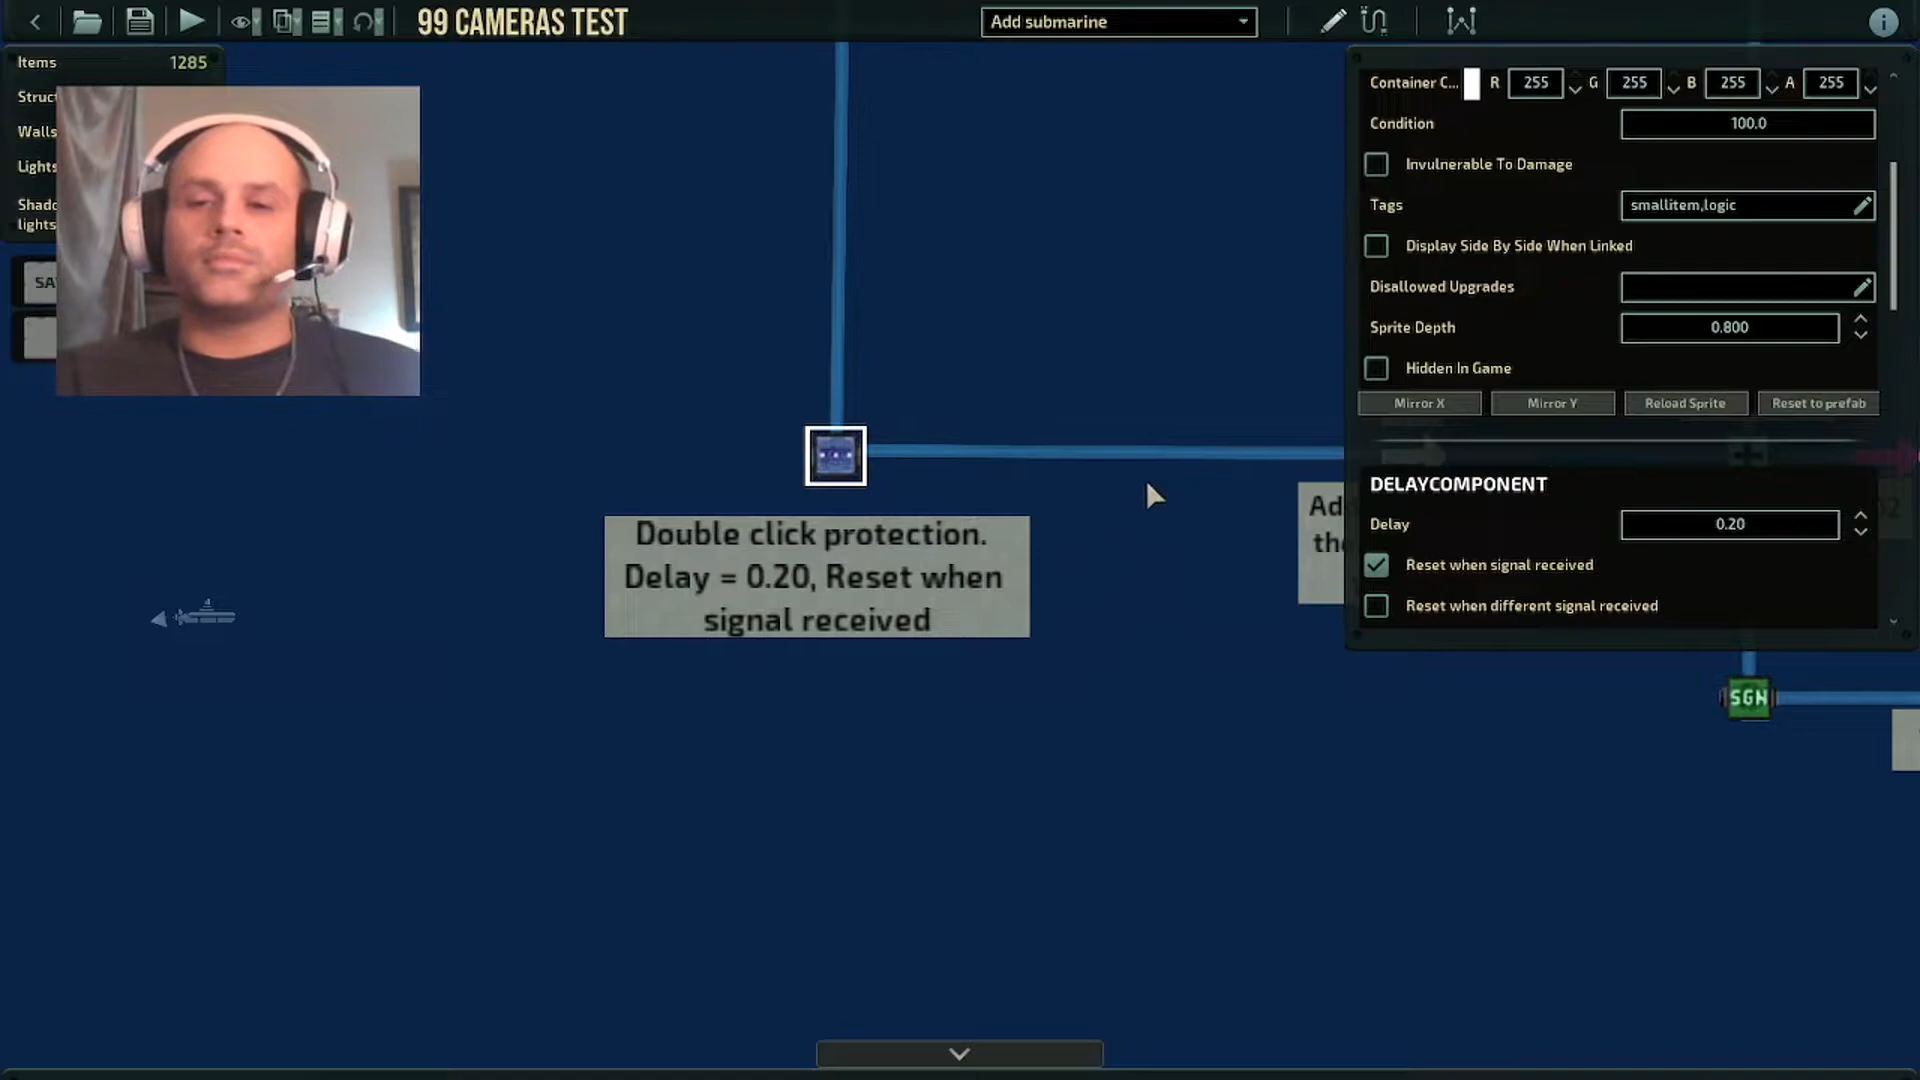 99 CAMERAS TEST
Add submarine
Items 1285
Struc
Walls
Lights
Shado
lights
SA
Container C... R 255 G 255 B 255 A 255
Condition 100.0
Invulnerable To Damage
Tags smallitem,logic
Display Side By Side When Linked
Disallowed Upgrades
Sprite Depth 0.800
Hidden In Game
Mirror X Mirror Y Reload Sprite Reset to prefab
DELAYCOMPONENT
Delay 0.20
Reset when signal received
Reset when different signal received
Double click protection.
Delay = 0.20, Reset when
signal received
Ad
the
SGN